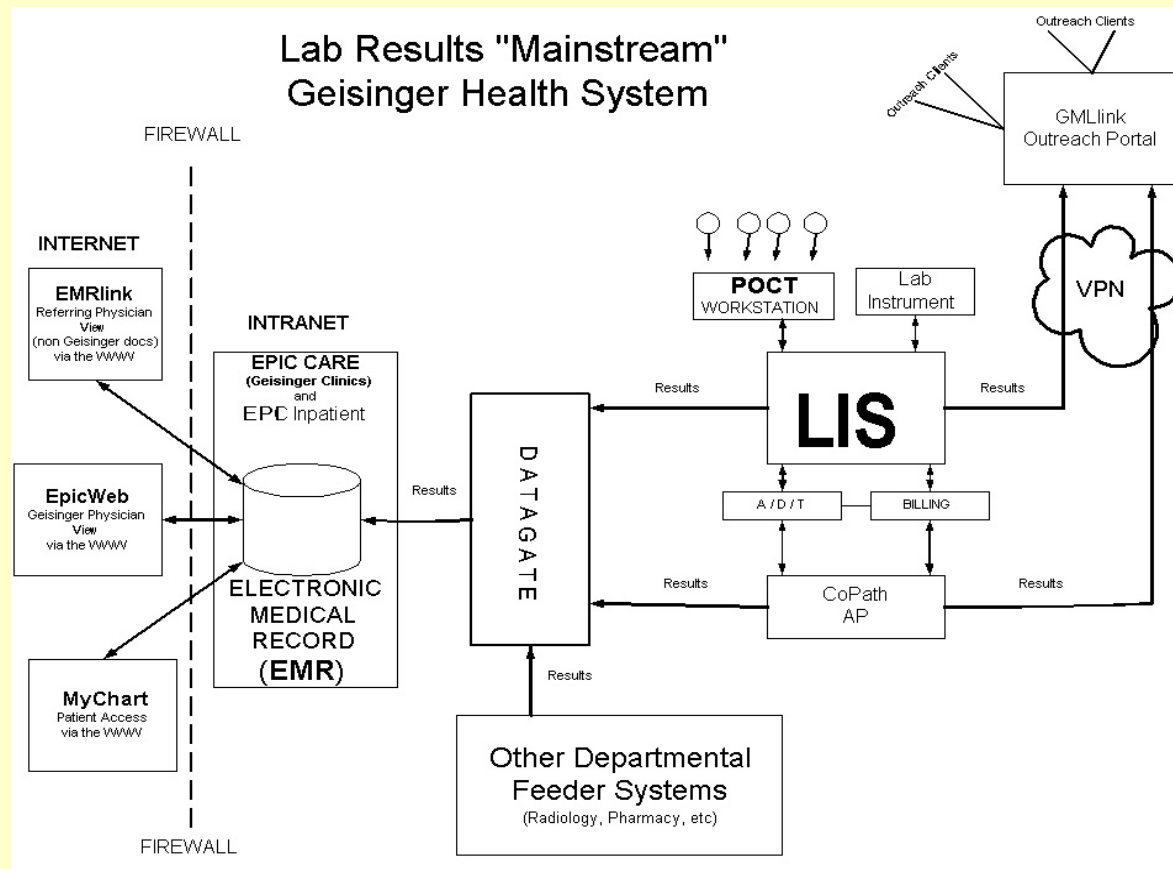 Lab Results "Mainstream"
Geisinger Health System
Outreach Clients
Outreach Clients
GMLlink
Outreach Portal
VPN
FIREWALL
INTERNET
EMRlink
Referring Physician
View
(non Geisinger docs)
via the WWW
EpicWeb
Geisinger Physician
View
via the WWW
MyChart
Patient Access
via the WWW
FIREWALL
INTRANET
EPIC CARE
(Geisinger Clinics)
and
EPIC Inpatient
ELECTRONIC
MEDICAL
RECORD
(EMR)
Results
DATAGATE
Results
Results
Results
POCT
WORKSTATION
Lab
Instrument
LIS
Results
A / D / T
BILLING
CoPath
AP
Results
Other Departmental
Feeder Systems
(Radiology, Pharmacy, etc)